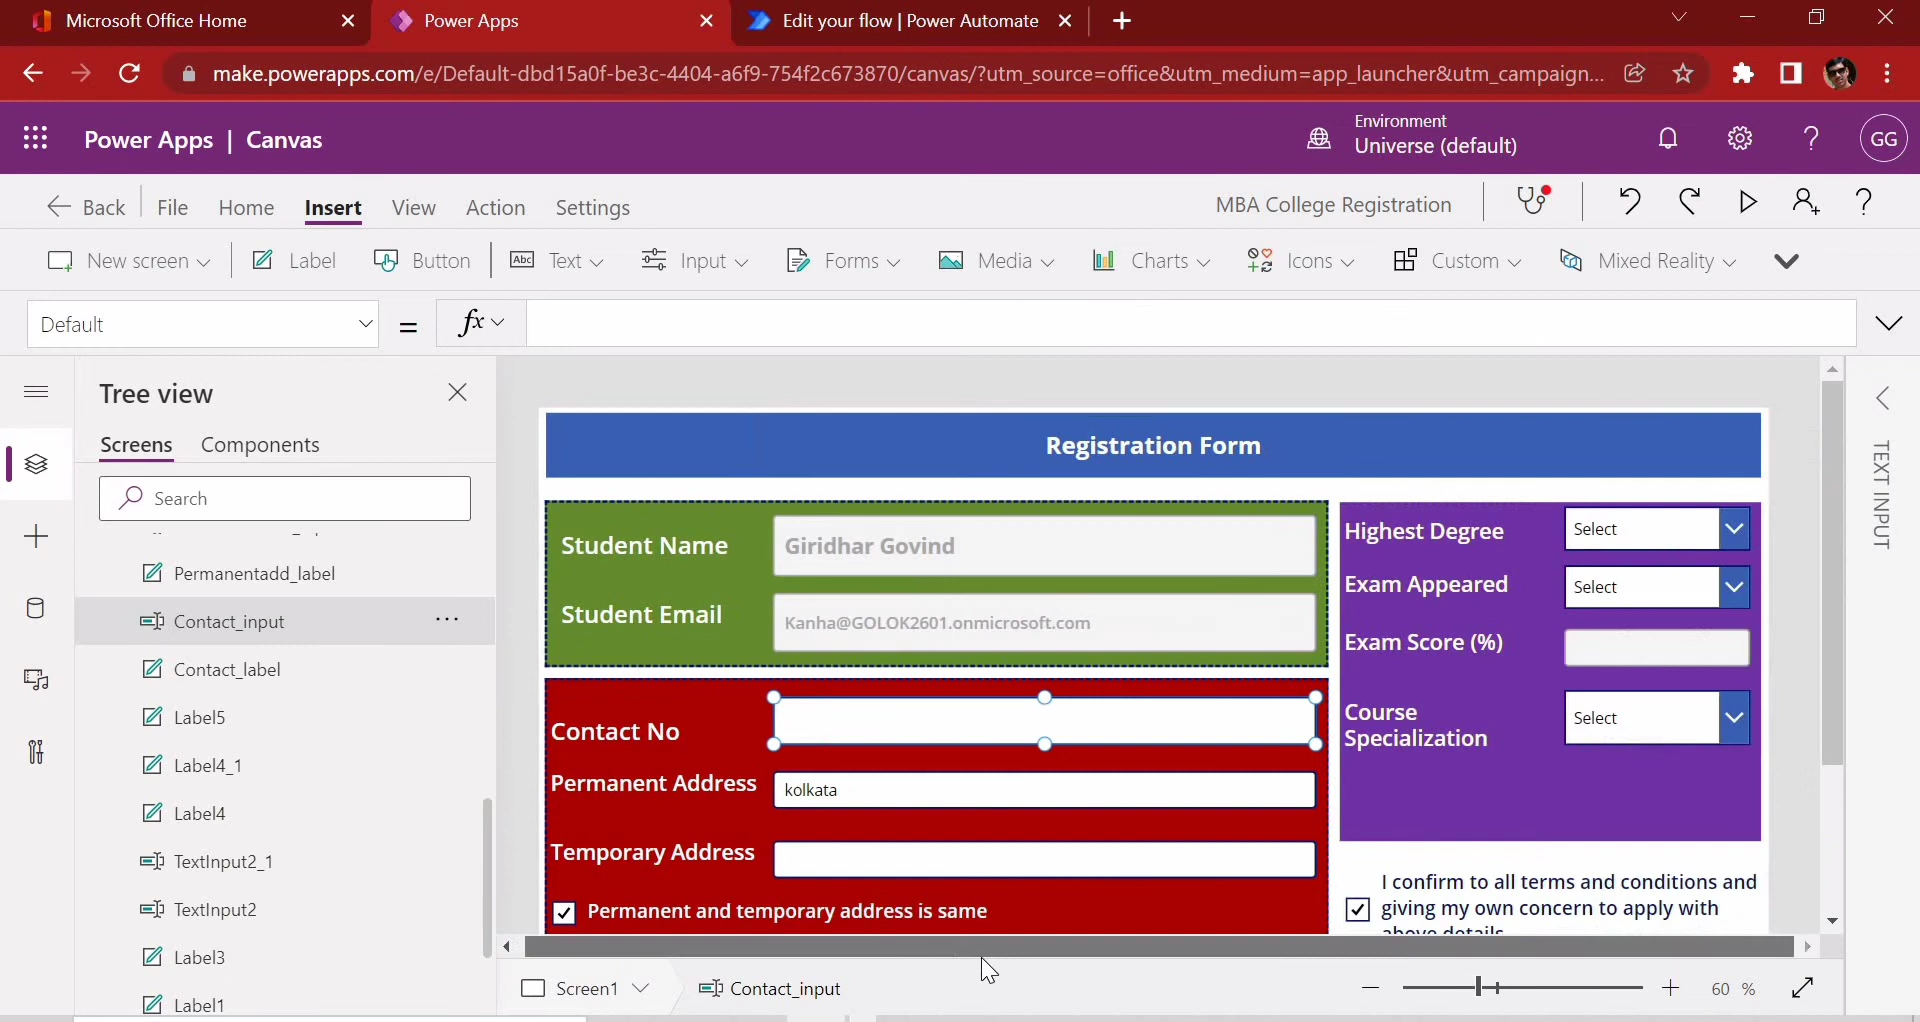 Microsoft Office Home
Power Apps
Edit your flow | Power Automate
make.powerapps.com/e/Default-dbd15a0f-be3c-4404-a6f9-754f2c673870/canvas/?utm_source=office&utm_medium=app_launcher&utm_campaign...
Power Apps | Canvas
Environment
Universe (default)
GG
Back
File
Home
Insert
View
Action
Settings
MBA College Registration
New screen
Label
Button
Abc
Text
Input
Forms
Media
Charts
Icons
Custom
Mixed Reality
Default
=
fx
Tree view
Screens
Components
Search
Permanentadd_label
Contact_input
...
Contact_label
Label5
Label4_1
Label4
TextInput2_1
TextInput2
Label3
Label1
Registration Form
Student Name
Giridhar Govind
Student Email
Kanha@GOLOK2601.onmicrosoft.com
Contact No
Permanent Address
kolkata
Temporary Address
Permanent and temporary address is same
Highest Degree
Select
Exam Appeared
Select
Exam Score (%)
Course
Specialization
Select
I confirm to all terms and conditions and
giving my own concern to apply with
above details
TEXT INPUT
Screen1
Contact_input
60 %